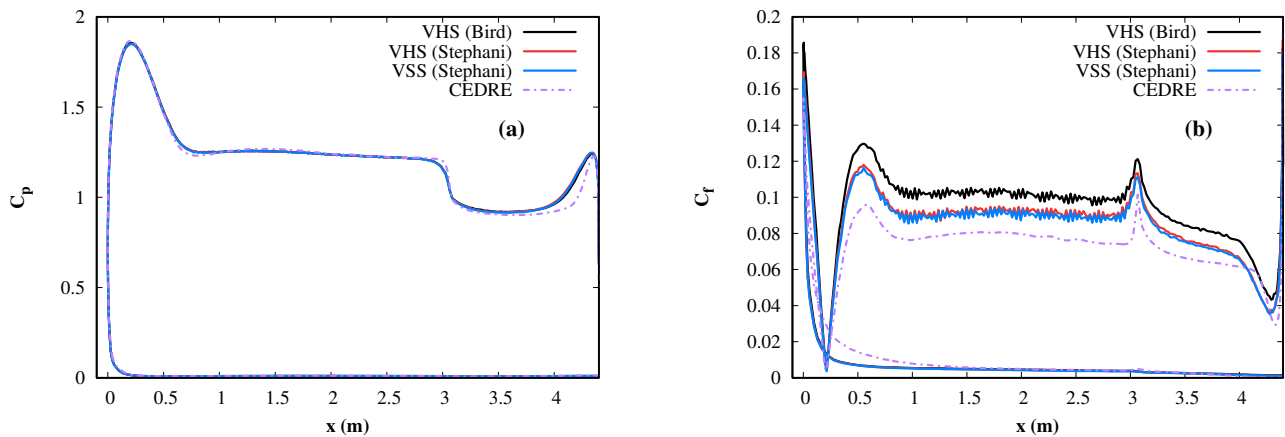 VHS (Bird)
VHS (Stephani)
VSS (Stephani)
CEDRE
(a)
2
1.5
1
0.5
0
C_p
0 0.5 1 1.5 2 2.5 3 3.5 4
x (m)
VHS (Bird)
VHS (Stephani)
VSS (Stephani)
CEDRE
(b)
0.2
0.18
0.16
0.14
0.12
0.1
0.08
0.06
0.04
0.02
0
C_f
0 0.5 1 1.5 2 2.5 3 3.5 4
x (m)